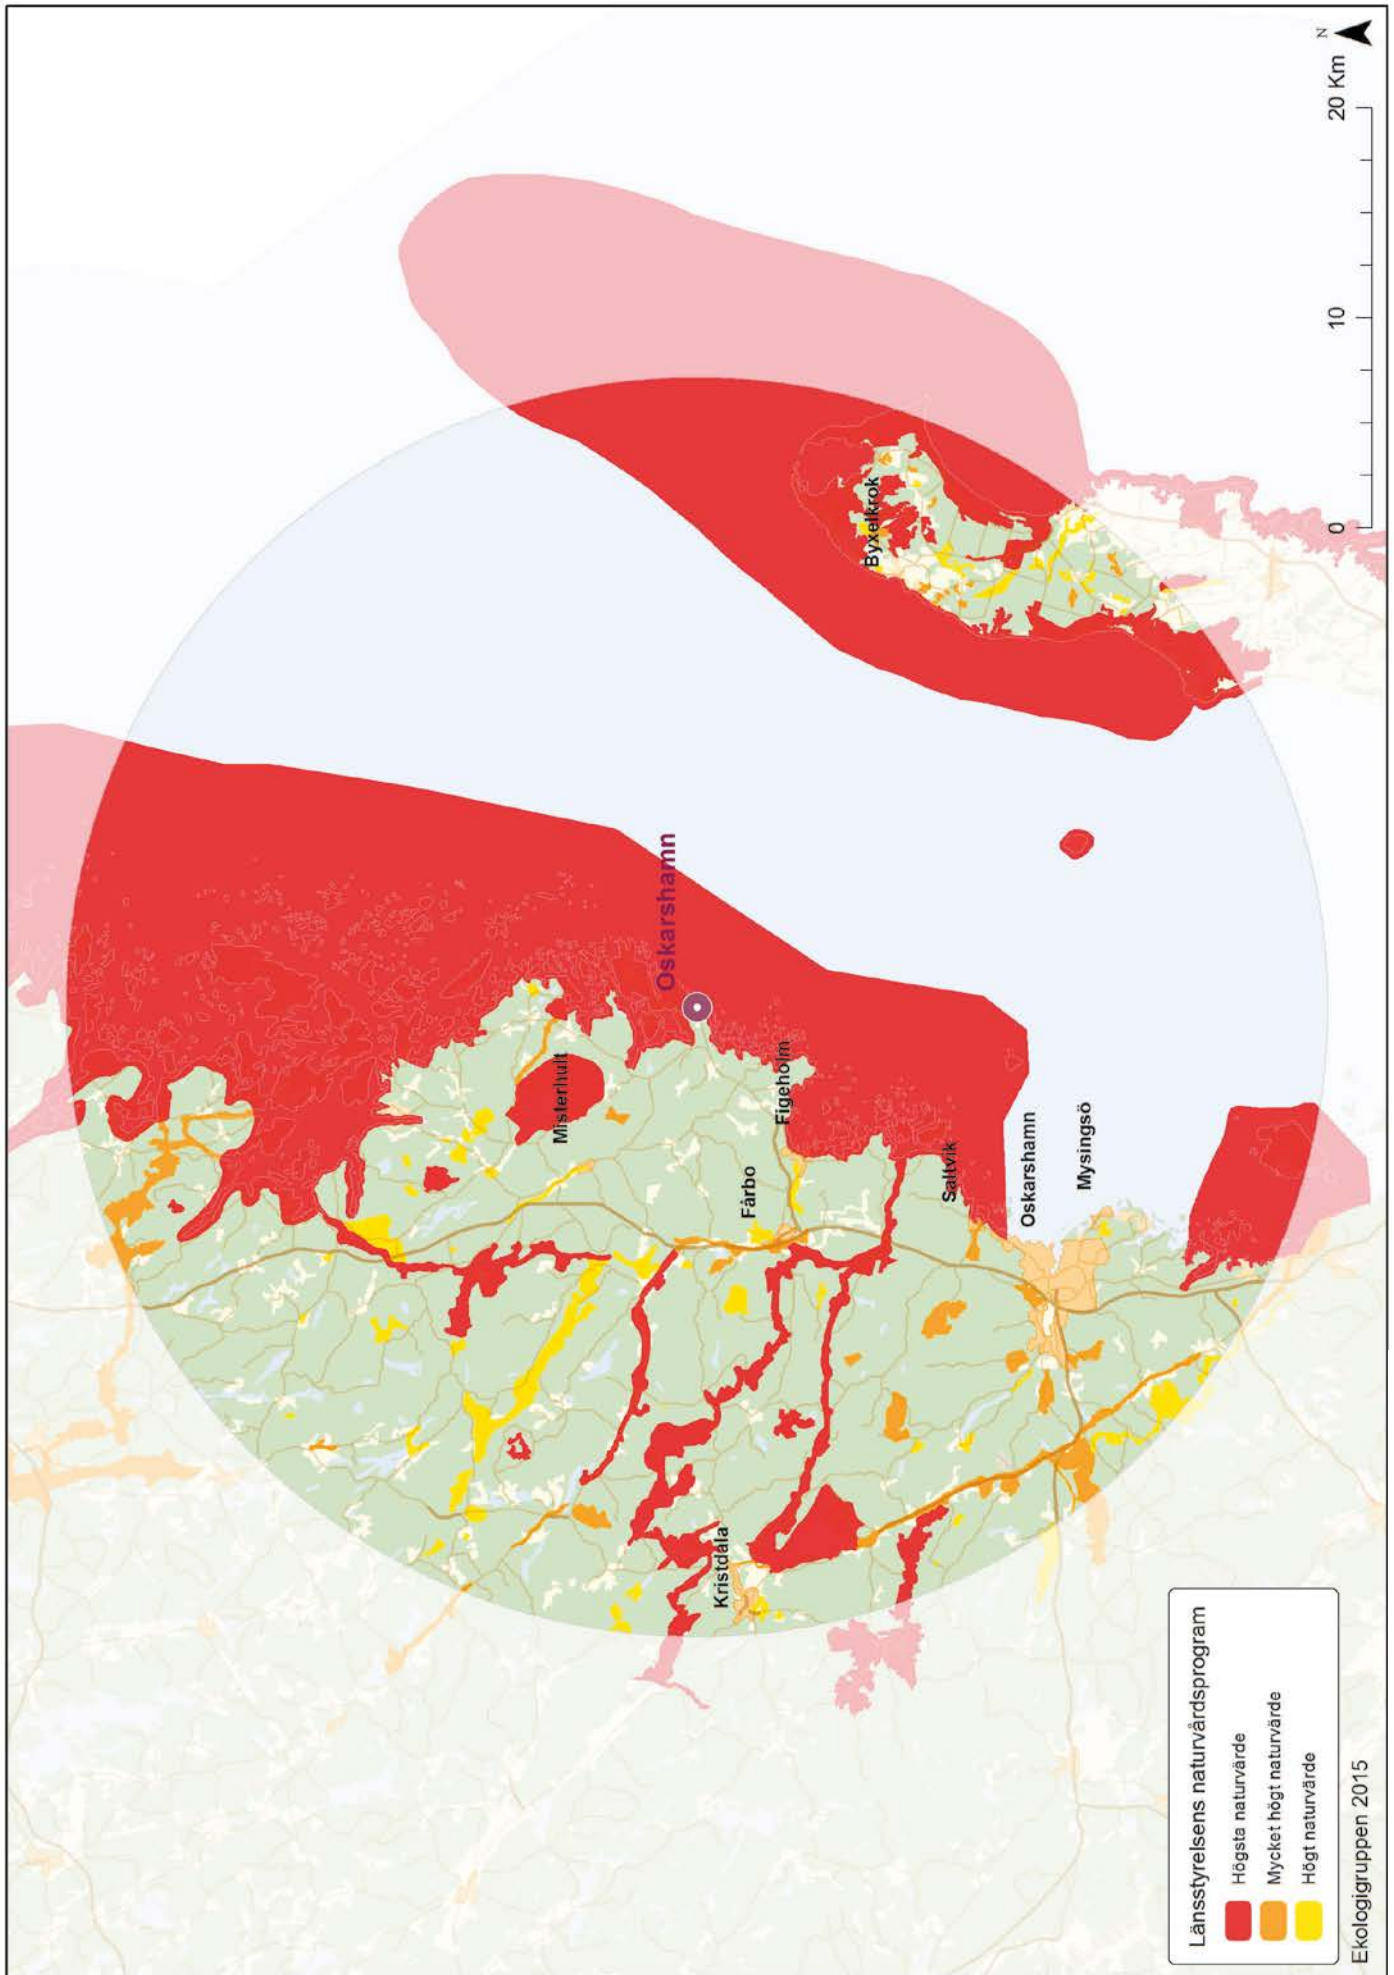 N
0
10
20 Km
Oskarshamn
Misterhult
Figeholm
Fårbo
Byxelkrok
Kristdala
Saltvik
Oskarshamn
Mysingsö
Länsstyrelsens naturvårdsprogram
Högsta naturvärde
Mycket högt naturvärde
Högt naturvärde
Ekologigruppen 2015